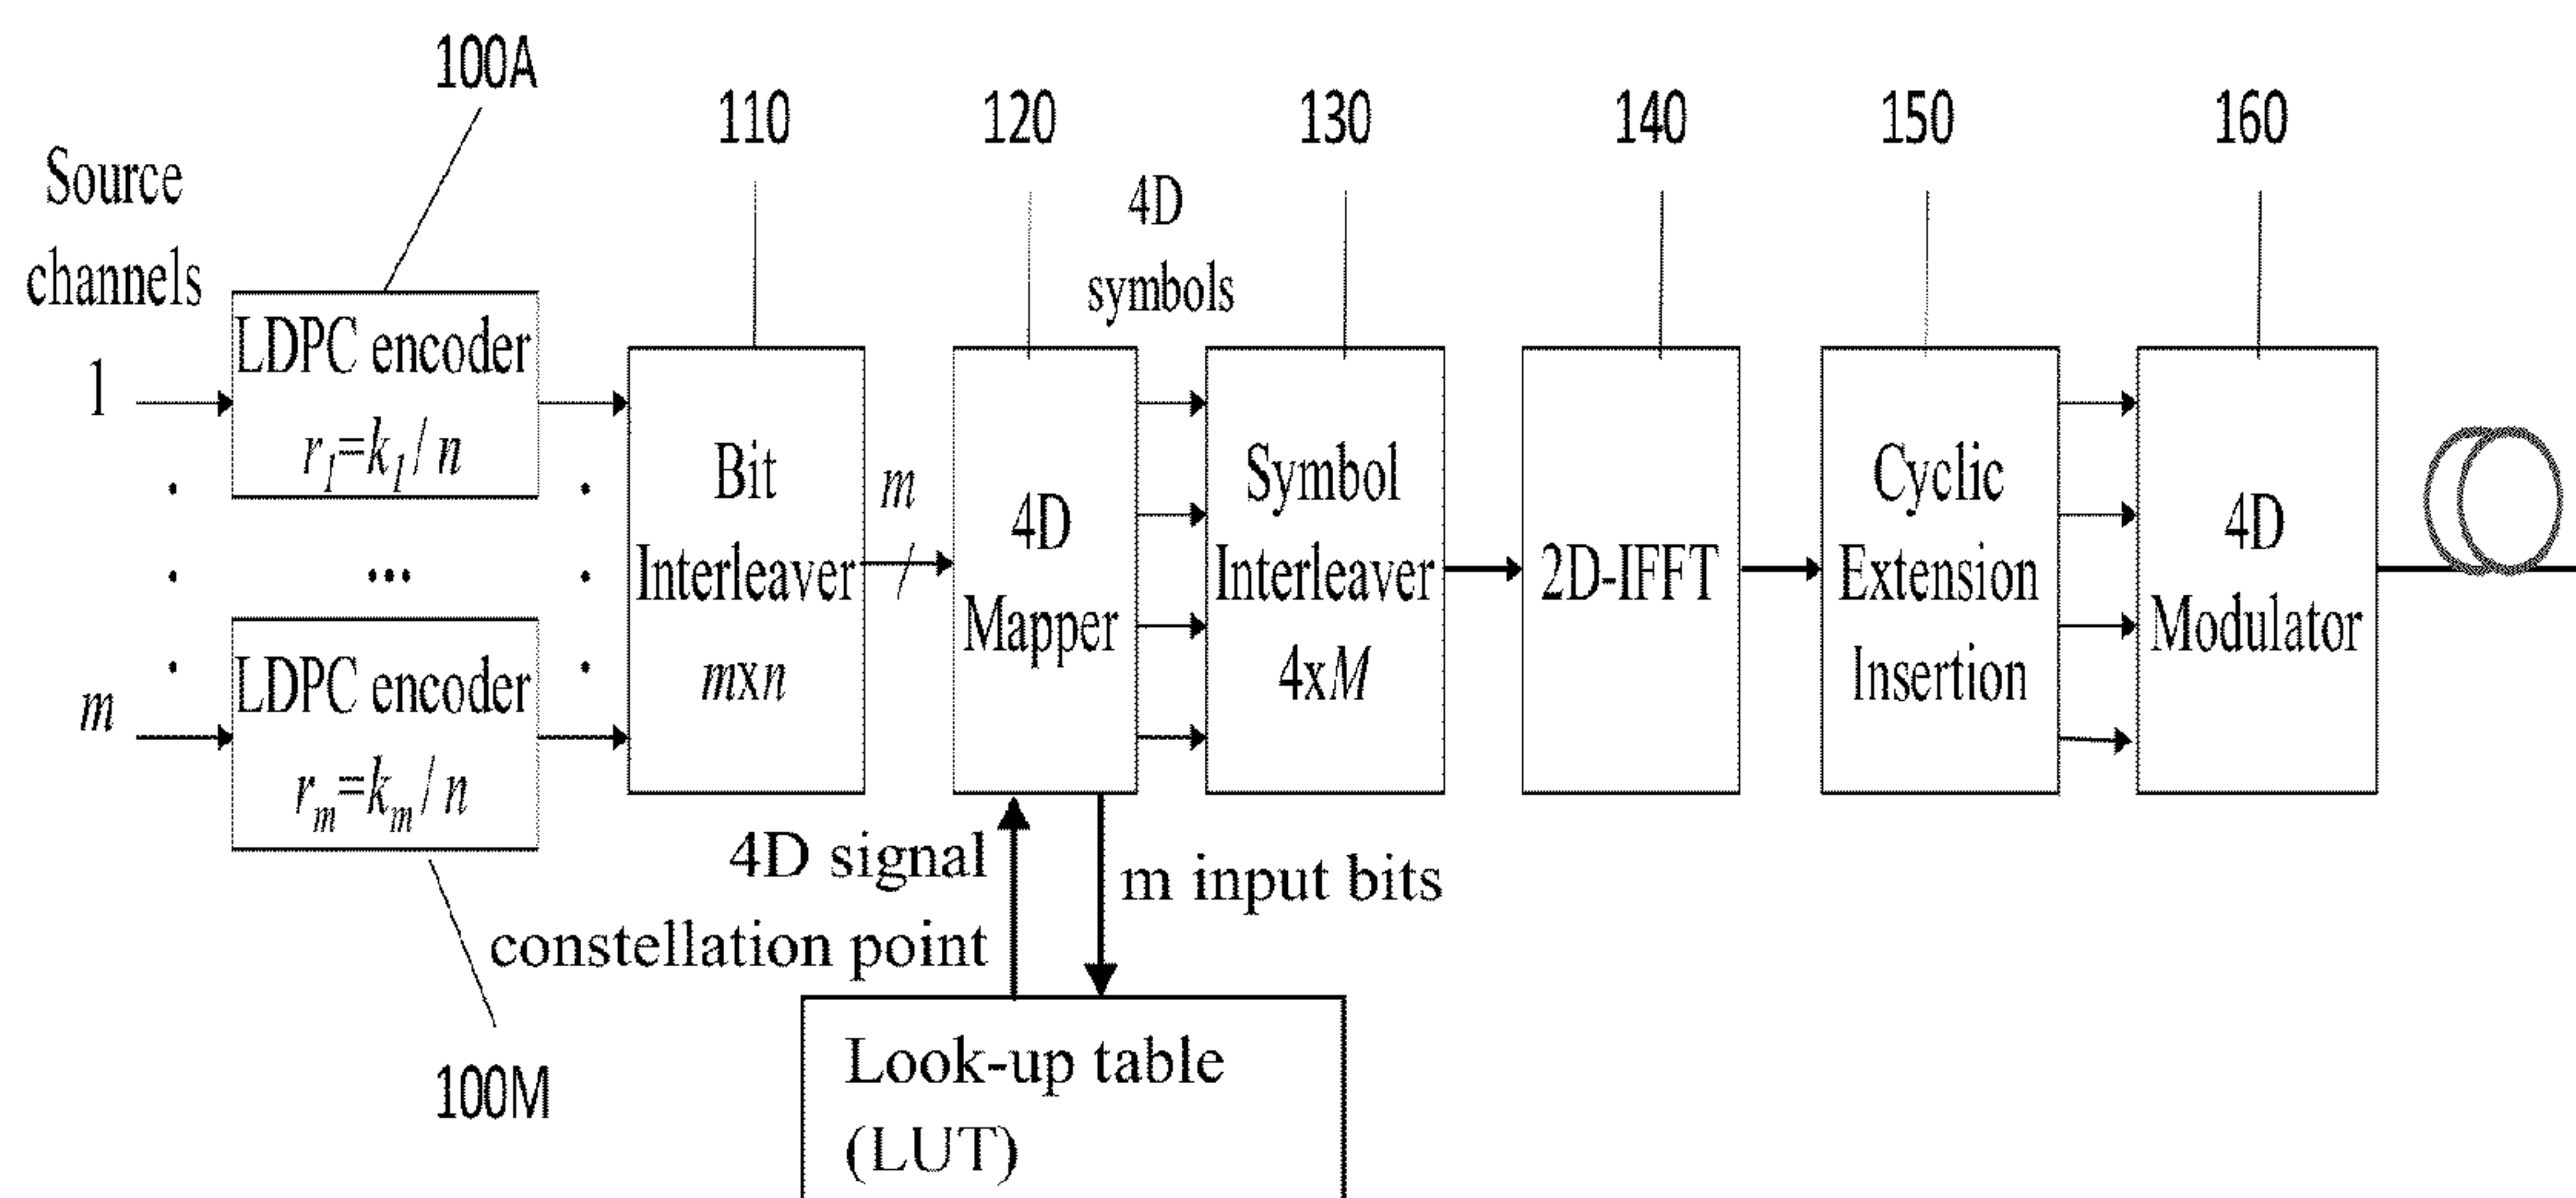 100A
110
120
130
140
150
160
Source
channels
4D
symbols
1
LDPC encoder
r1=k1/ n
...
m
LDPC encoder
rm=km/ n
100M
Bit
Interleaver
mxn
m
4D
Mapper
Symbol
Interleaver
4xM
2D-IFFT
Cyclic
Extension
Insertion
4D
Modulator
4D signal
constellation point
m input bits
Look-up table
(LUT)